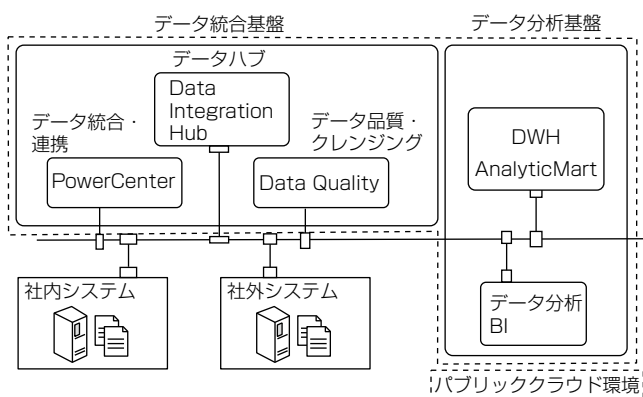 データ統合基盤
データ分析基盤
データハブ
Data
Integration
Hub
データ統合・
連携
データ品質・
クレンジング
PowerCenter
Data Quality
DWH
AnalyticMart
社内システム
社外システム
データ分析
BI
パブリッククラウド環境